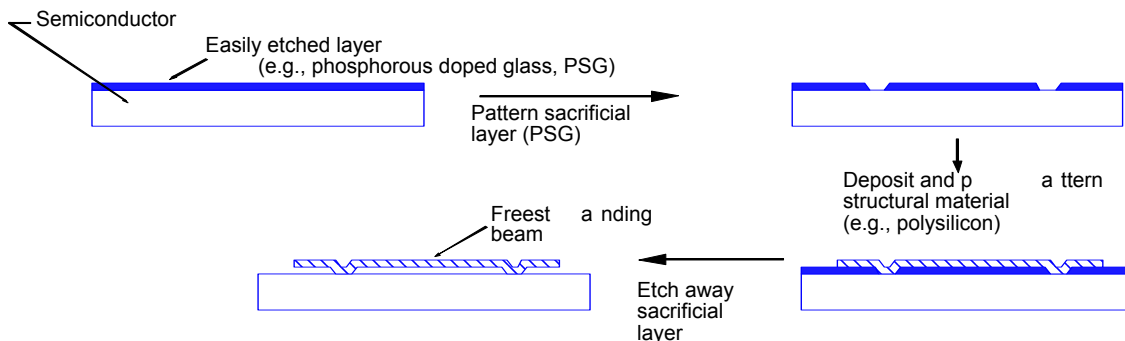 Semiconductor
Easily etched layer
(e.g., phosphorous doped glass, PSG)
Pattern sacrificial
layer (PSG)
Deposit and p a ttern
structural material
(e.g., polysilicon)
Freest a nding
beam
Etch away
sacrificial
layer